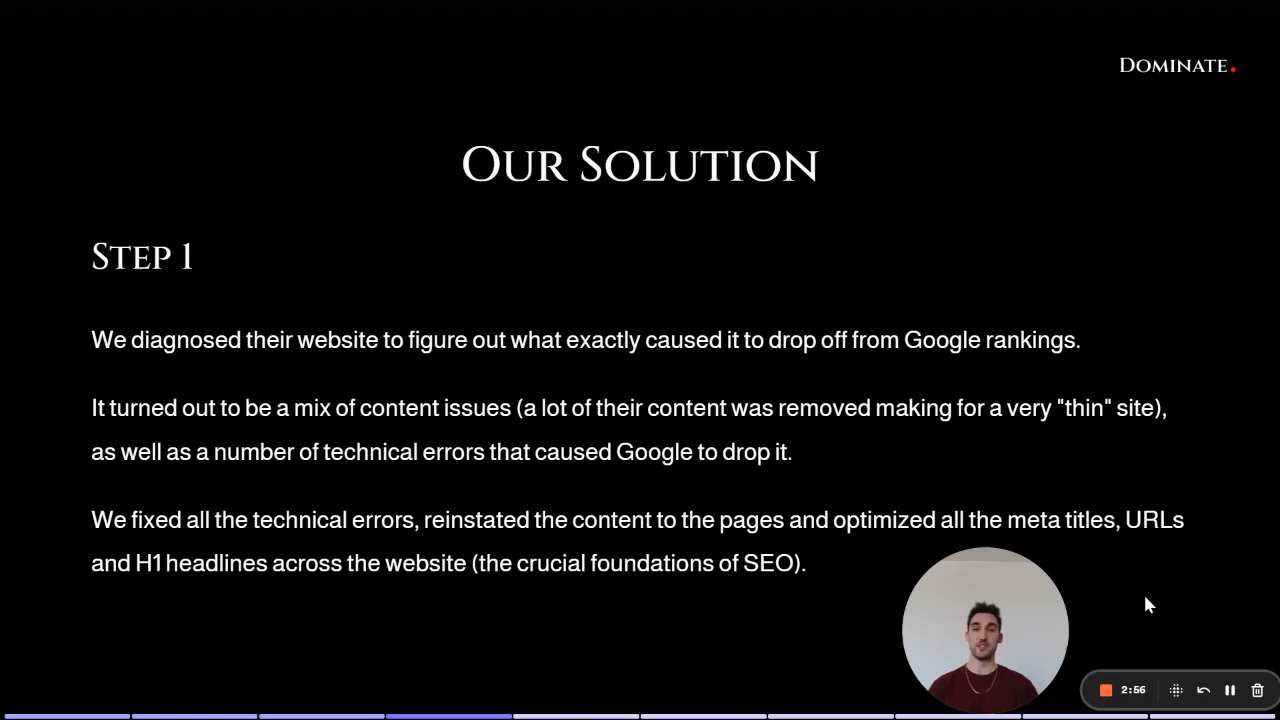 Dominate.
Our Solution
Step 1
We diagnosed their website to figure out what exactly caused it to drop off from Google rankings.
It turned out to be a mix of content issues (a lot of their content was removed making for a very "thin" site),
as well as a number of technical errors that caused Google to drop it.
We fixed all the technical errors, reinstated the content to the pages and optimized all the meta titles, URLs
and H1 headlines across the website (the crucial foundations of SEO).
2:56